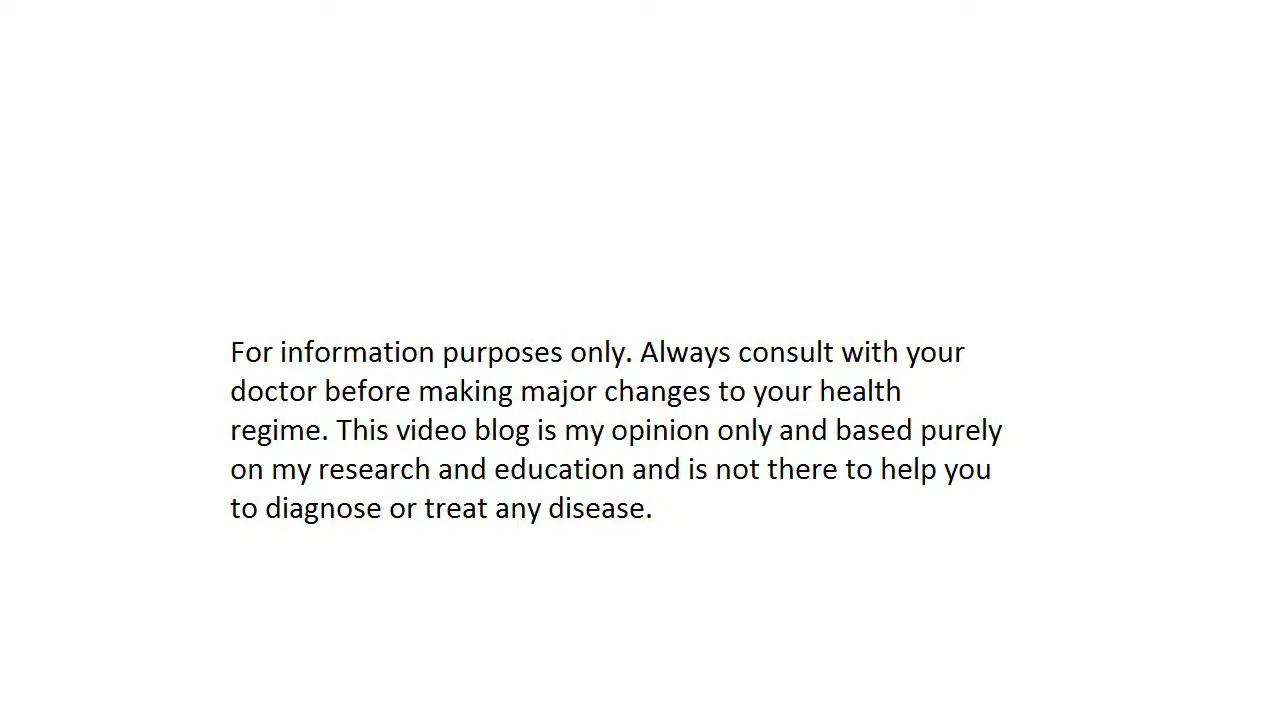 For information purposes only. Always consult with your
doctor before making major changes to your health
regime. This video blog is my opinion only and based purely
on my research and education and is not there to help you
to diagnose or treat any disease.